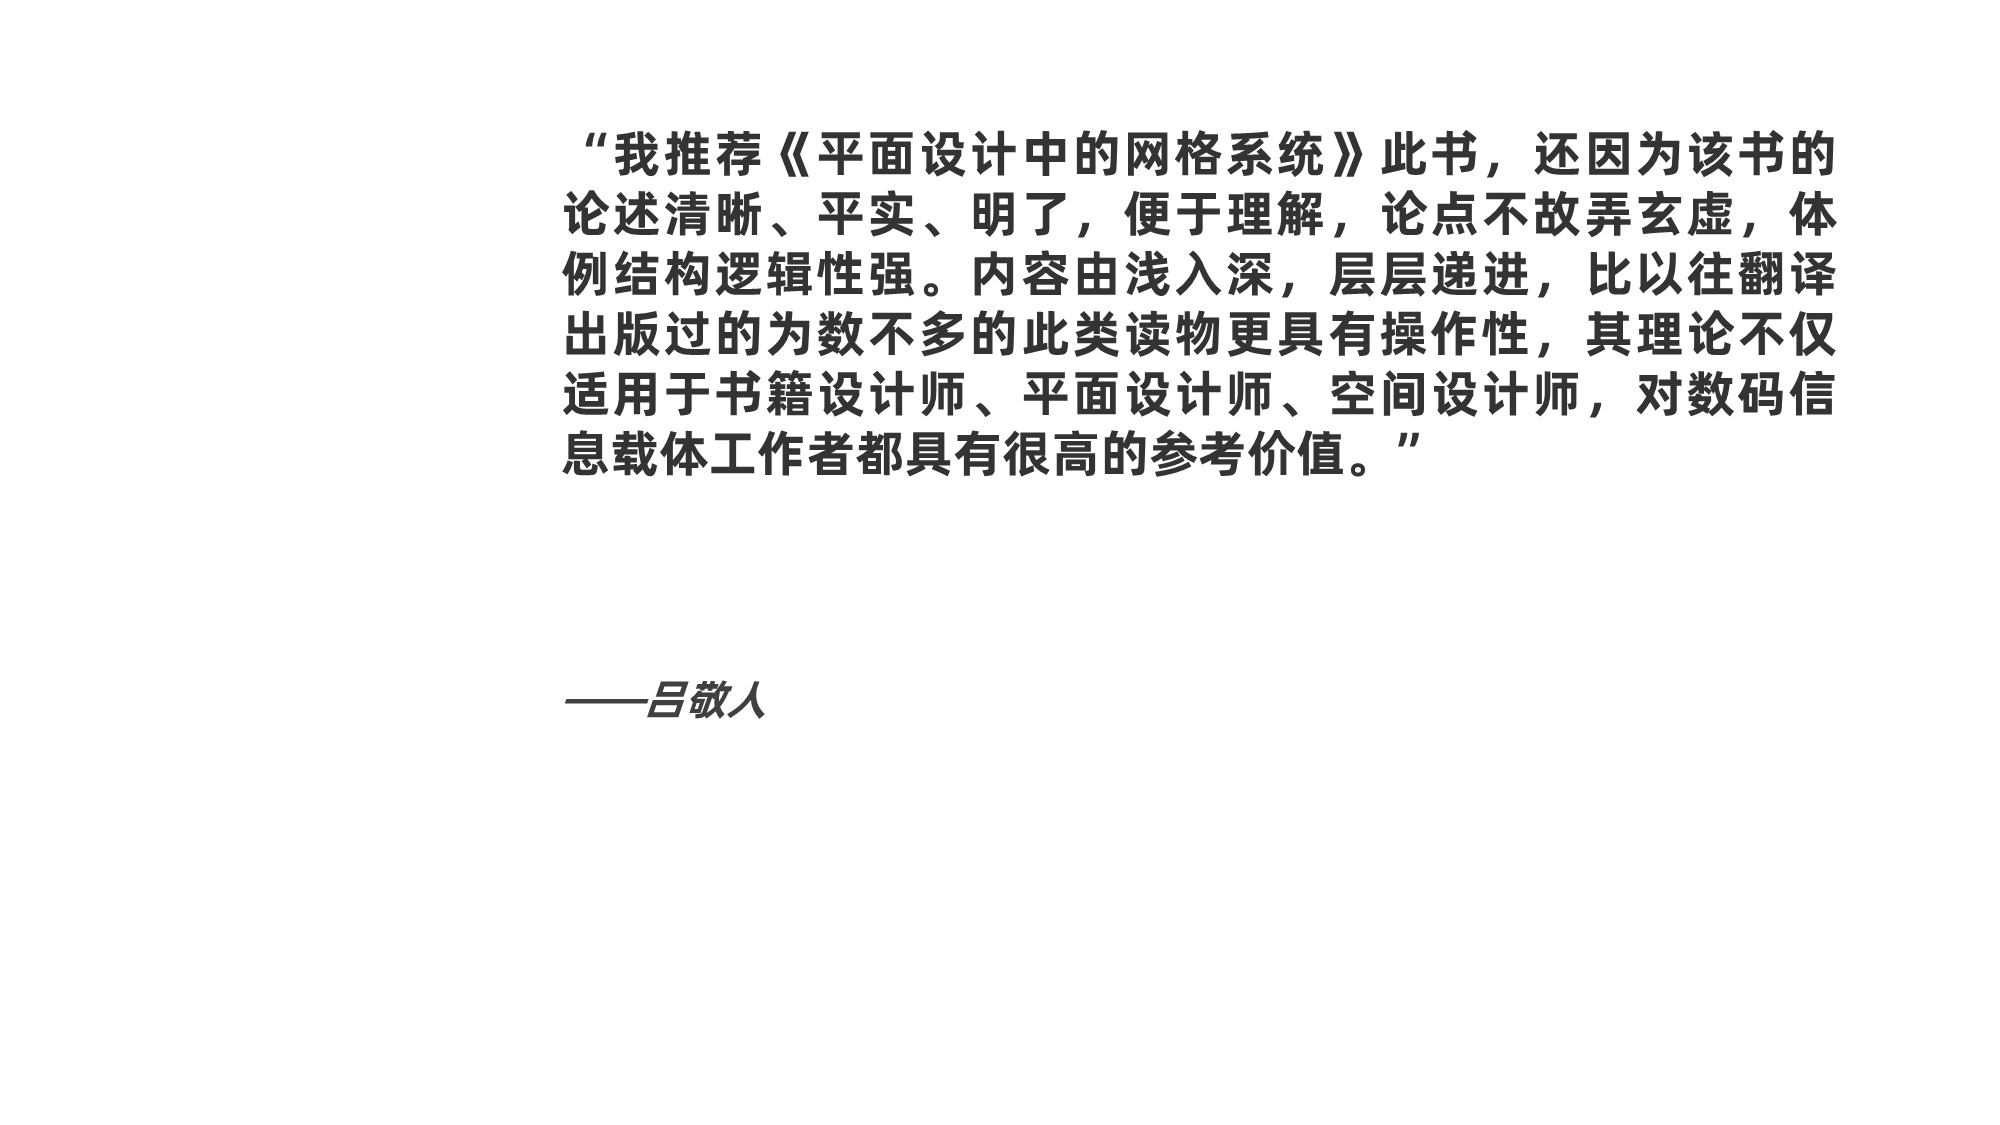 “我推荐《平面设计中的网格系统》此书，还因为该书的
论述清晰、平实、明了，便于理解，论点不故弄玄虚，体
例结构逻辑性强。内容由浅入深，层层递进，比以往翻译
出版过的为数不多的此类读物更具有操作性，其理论不仅
适用于书籍设计师、平面设计师、空间设计师，对数码信
息载体工作者都具有很高的参考价值。”
——吕敬人